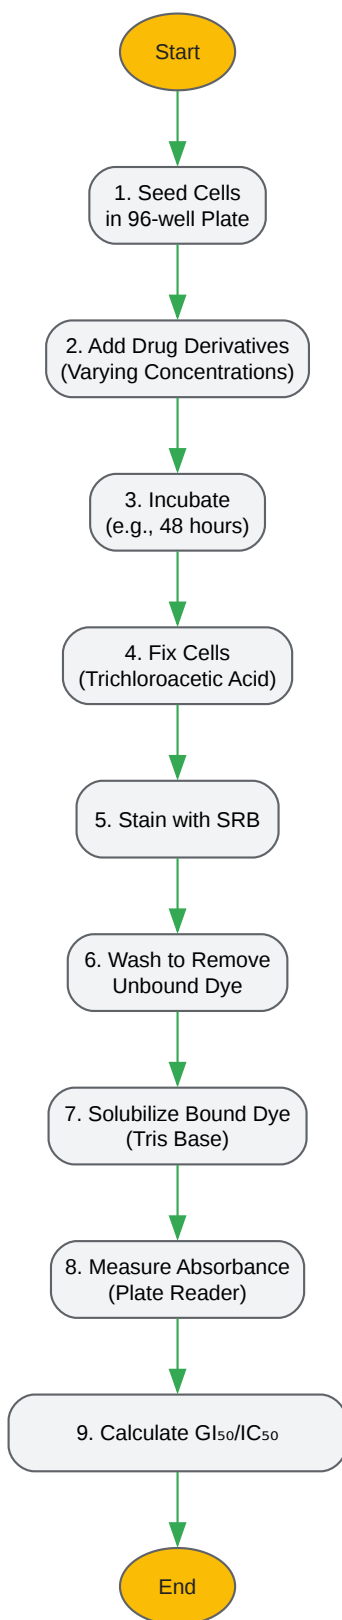 Start
1. Seed Cells
in 96-well Plate
2. Add Drug Derivatives
(Varying Concentrations)
3. Incubate
(e.g., 48 hours)
4. Fix Cells
(Trichloroacetic Acid)
5. Stain with SRB
6. Wash to Remove
Unbound Dye
7. Solubilize Bound Dye
(Tris Base)
8. Measure Absorbance
(Plate Reader)
9. Calculate GI₅₀/IC₅₀
End